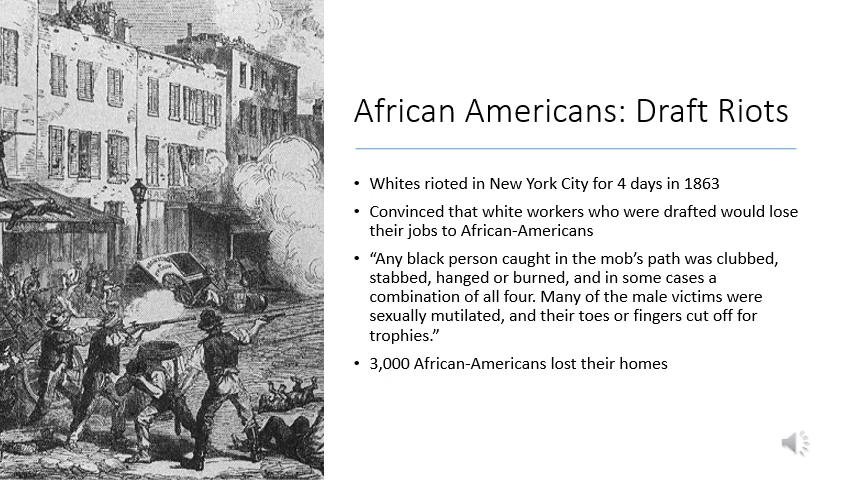 African Americans: Draft Riots
• Whites rioted in New York City for 4 days in 1863
• Convinced that white workers who were drafted would lose
their jobs to African-Americans
• “Any black person caught in the mob’s path was clubbed,
stabbed, hanged or burned, and in some cases a
combination of all four. Many of the male victims were
sexually mutilated, and their toes or fingers cut off for
trophies.”
• 3,000 African-Americans lost their homes